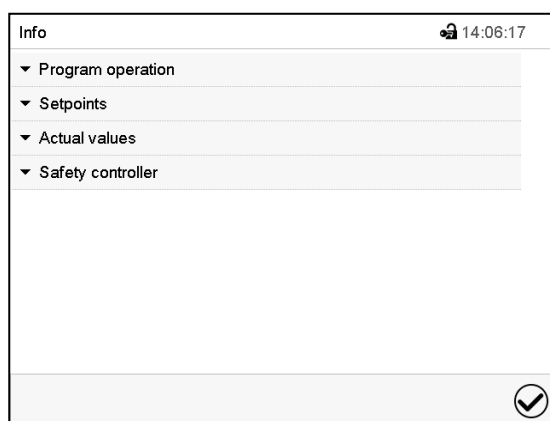 Info 14:06:17
Program operation
Setpoints
Actual values
Safety controller